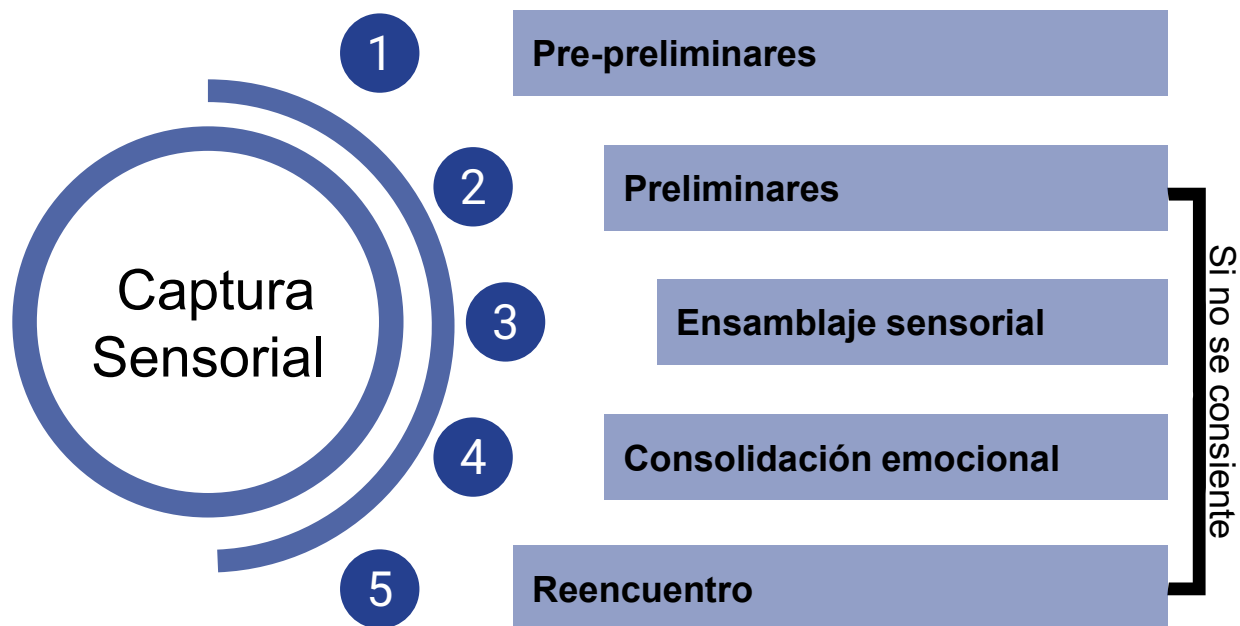 1
Pre-preliminares
2
Preliminares
Captura
Sensorial
3
Ensamblaje sensorial
4
Consolidación emocional
5
Reencuentro
Si no se consiente